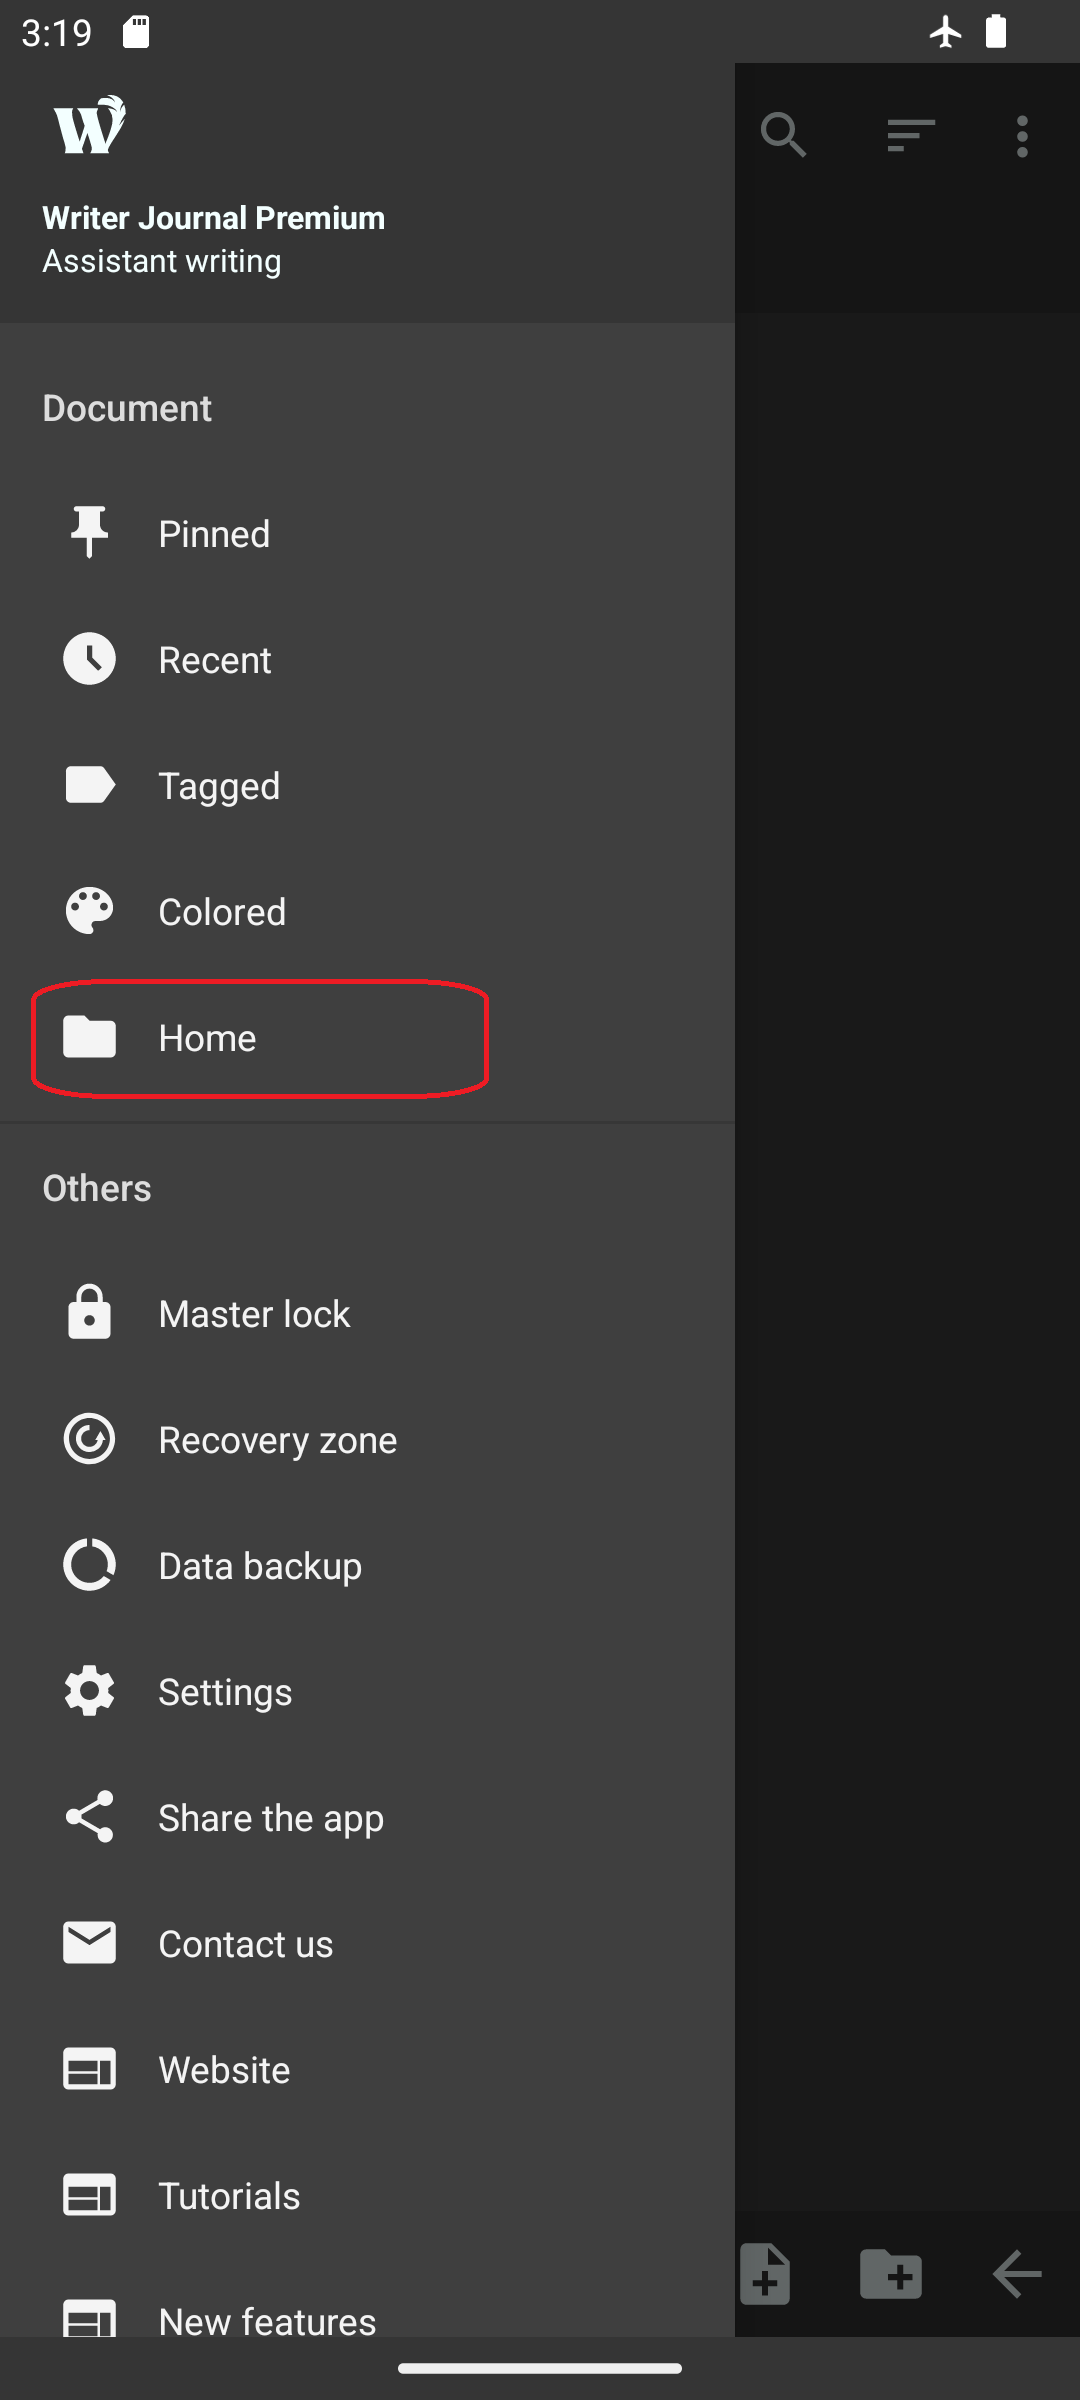 3:19
W
Writer Journal Premium
Assistant writing
Document
Pinned
Recent
Tagged
Colored
Home
Others
Master lock
Recovery zone
Data backup
Settings
Share the app
Contact us
Website
Tutorials
New features